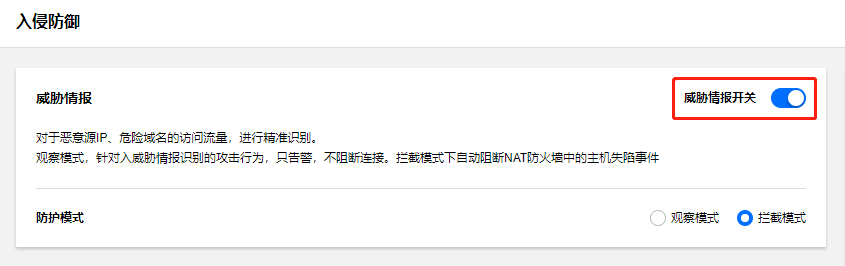 入侵防御
威胁情报
威胁情报开关
对于恶意源IP、危险域名的访问流量，进行精准识别。
观察模式，针对入威胁情报识别的攻击行为，只告警，不阻断连接。拦截模式下自动阻断NAT防火墙中的主机失陷事件
防护模式
观察模式
拦截模式